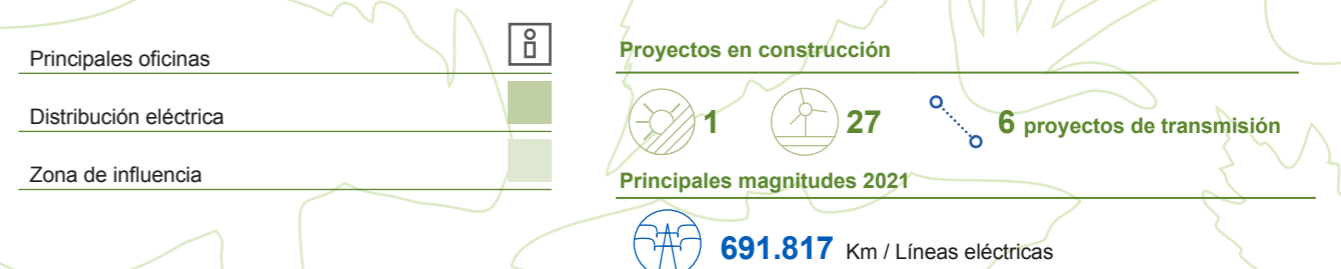 Principales oficinas
Distribución eléctrica
Zona de influencia
Proyectos en construcción
1 27 6 proyectos de transmisión
Principales magnitudes 2021
691.817 Km / Líneas eléctricas